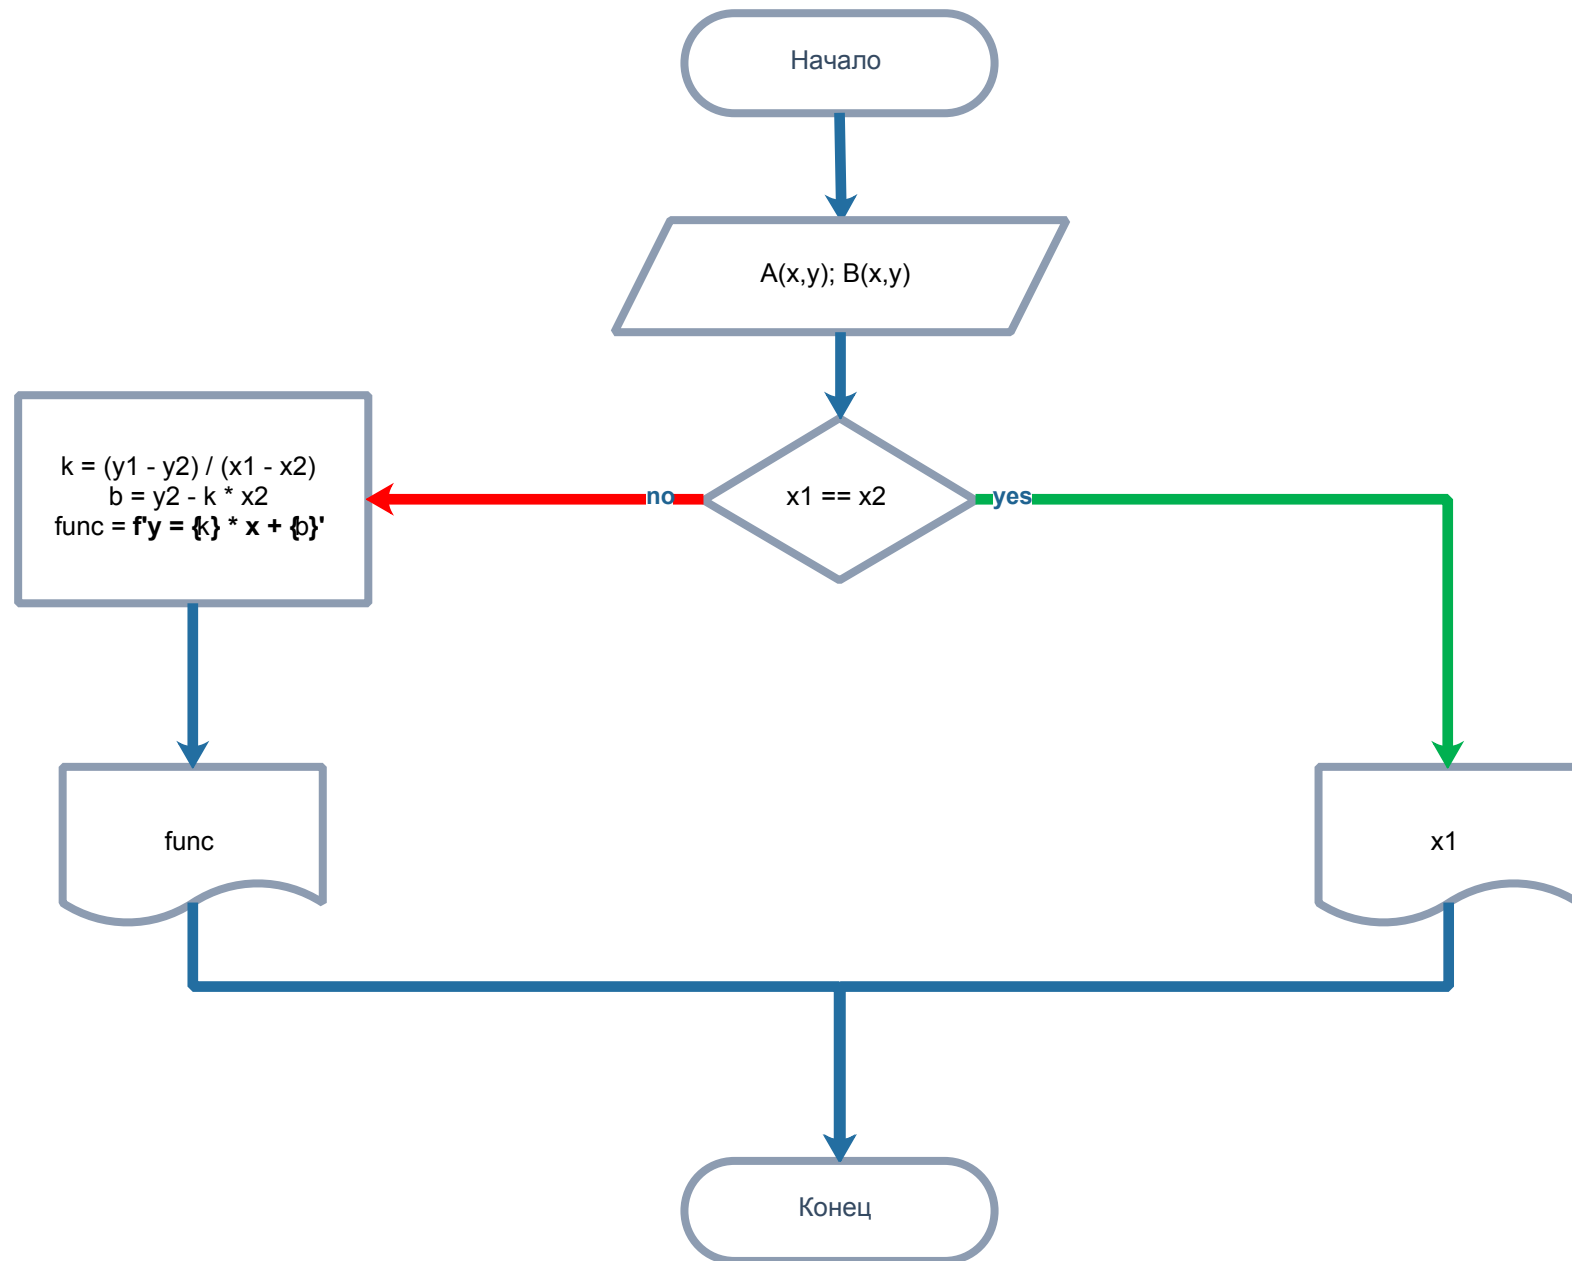 Начало
A(x,y); B(x,y)
k = (y1 - y2) / (x1 - x2)
b = y2 - k * x2
func = f'y = {k} * x + {b}'
no
x1 == x2
yes
func
x1
Конец